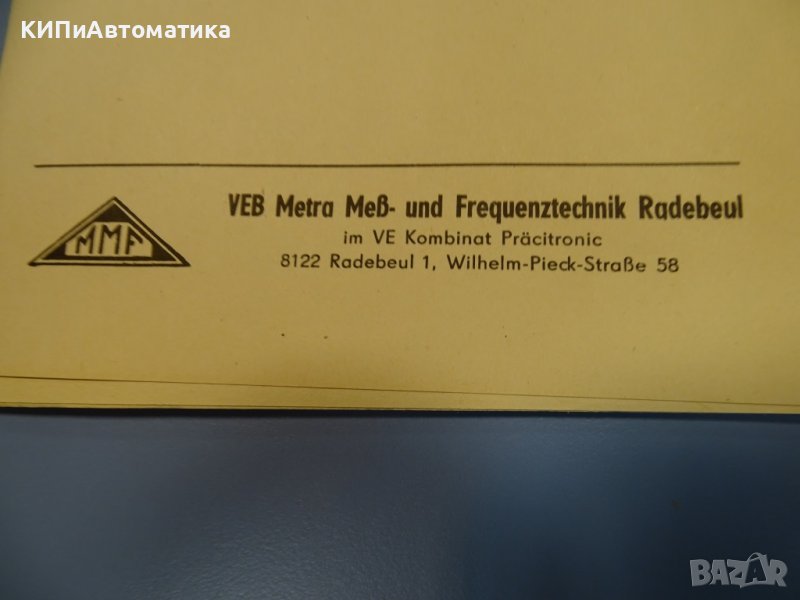 КИПиАвтоматика
VEB Metra Meß- und Frequenztechnik Radebeul
MMF
im VE Kombinat Präcitronic
8122 Radebeul 1, Wilhelm-Pieck-Straße 58
BAZAR